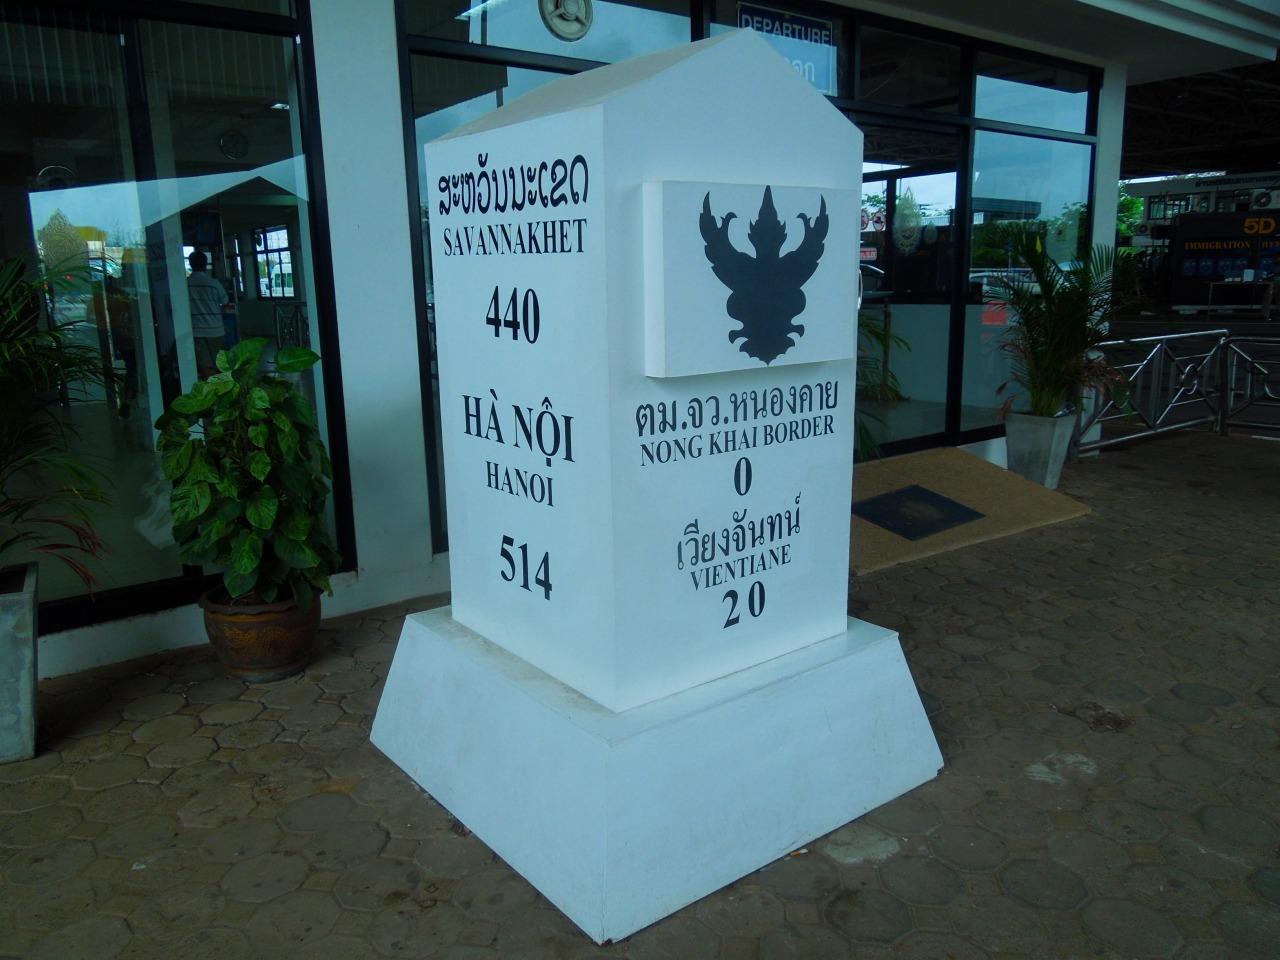 DEPARTURE
ສະຫວັນນະເຂດ
SAVANNAKHET
440
HÀ NỘI
HANOI
514
ตม.จว.หนองคาย
NONG KHAI BORDER
0
เวียงจันทน์
VIENTIANE
20
5D
IMMIGRATION